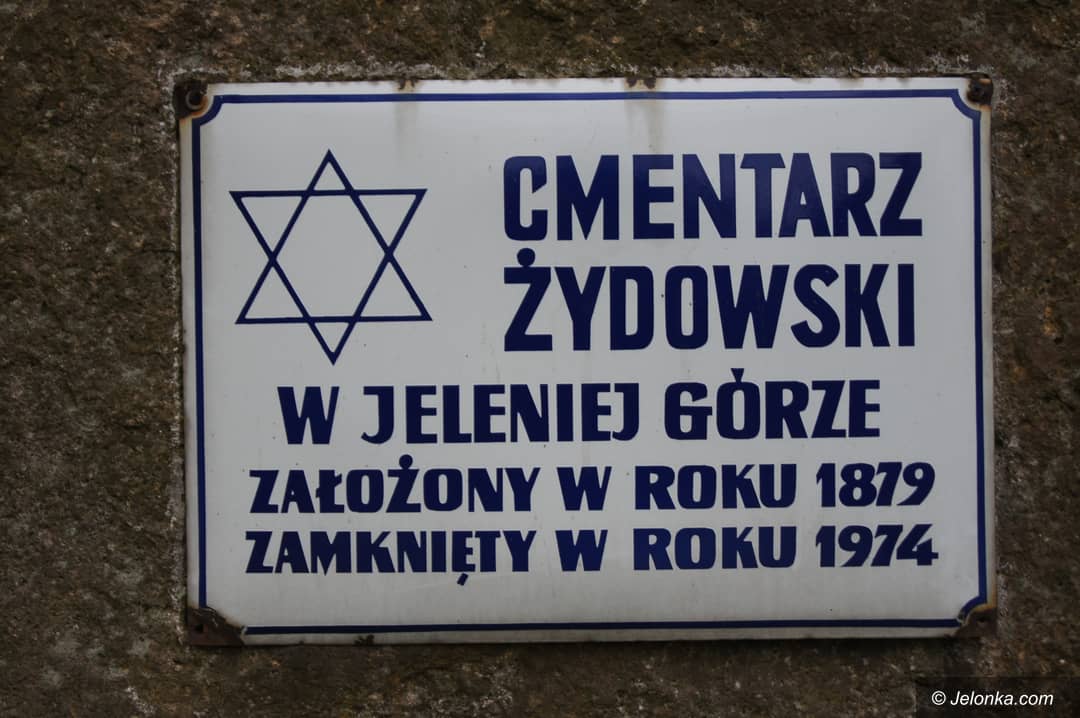 CMENTARZ
ŻYDOWSKI
W JELENIEJ GÓRZE
ZAŁOŻONY W ROKU 1879
ZAMKNIĘTY W ROKU 1974
© Jelonka.com